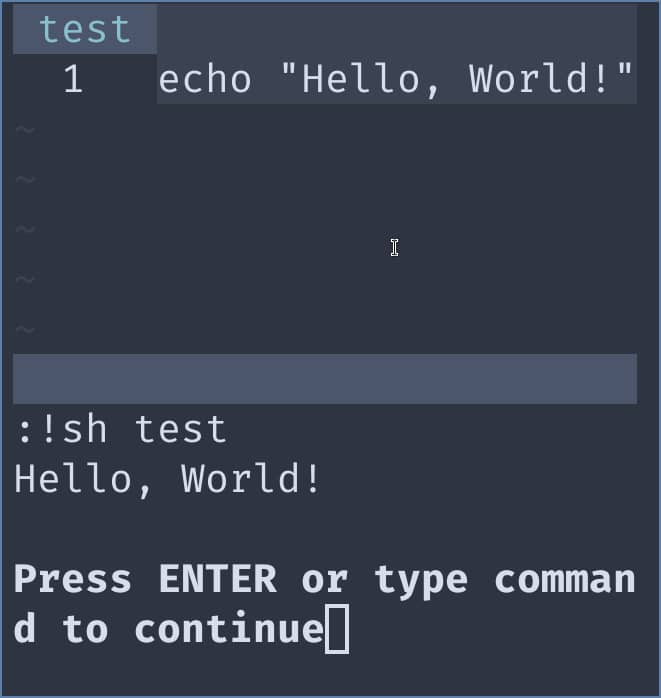 test
1 echo "Hello, World!"
~
~
~
~
~
:!sh test
Hello, World!
Press ENTER or type comman
d to continue